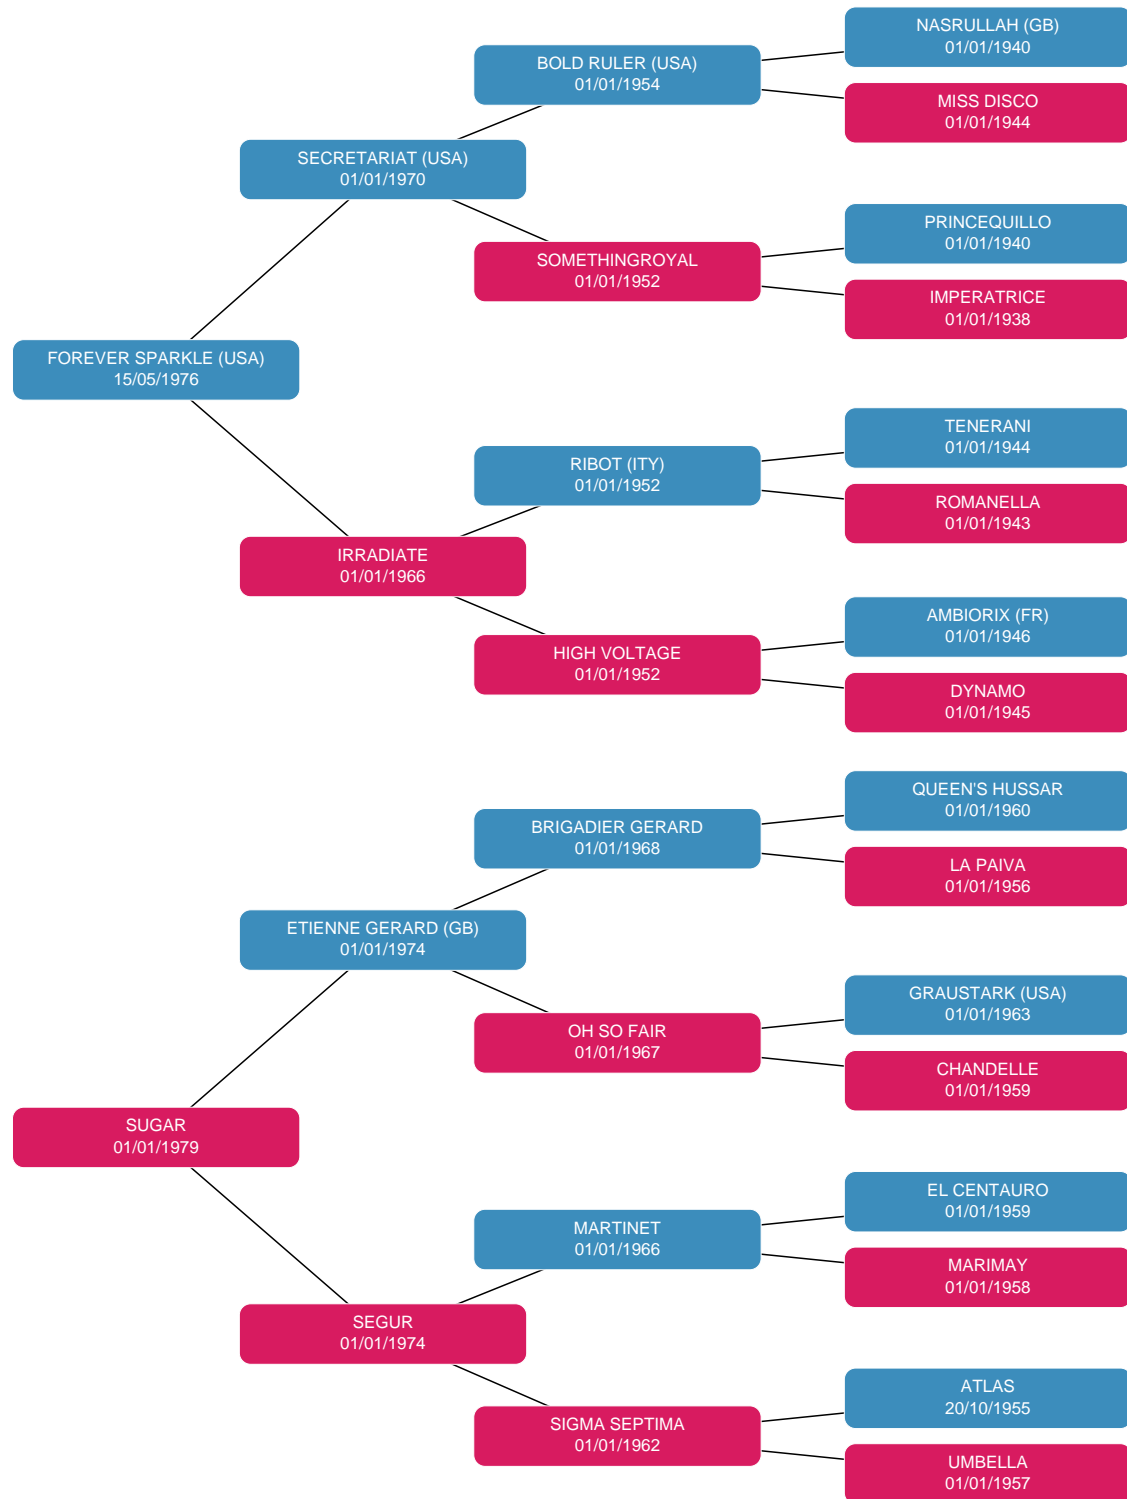 NASRULLAH (GB)
01/01/1940
BOLD RULER (USA)
01/01/1954
MISS DISCO
01/01/1944
SECRETARIAT (USA)
01/01/1970
PRINCEQUILLO
01/01/1940
SOMETHINGROYAL
01/01/1952
IMPERATRICE
01/01/1938
FOREVER SPARKLE (USA)
15/05/1976
TENERANI
01/01/1944
RIBOT (ITY)
01/01/1952
ROMANELLA
01/01/1943
IRRADIATE
01/01/1966
AMBIORIX (FR)
01/01/1946
HIGH VOLTAGE
01/01/1952
DYNAMO
01/01/1945
QUEEN'S HUSSAR
01/01/1960
BRIGADIER GERARD
01/01/1968
LA PAIVA
01/01/1956
ETIENNE GERARD (GB)
01/01/1974
GRAUSTARK (USA)
01/01/1963
OH SO FAIR
01/01/1967
CHANDELLE
01/01/1959
SUGAR
01/01/1979
EL CENTAURO
01/01/1959
MARTINET
01/01/1966
MARIMAY
01/01/1958
SEGUR
01/01/1974
ATLAS
20/10/1955
SIGMA SEPTIMA
01/01/1962
UMBELLA
01/01/1957